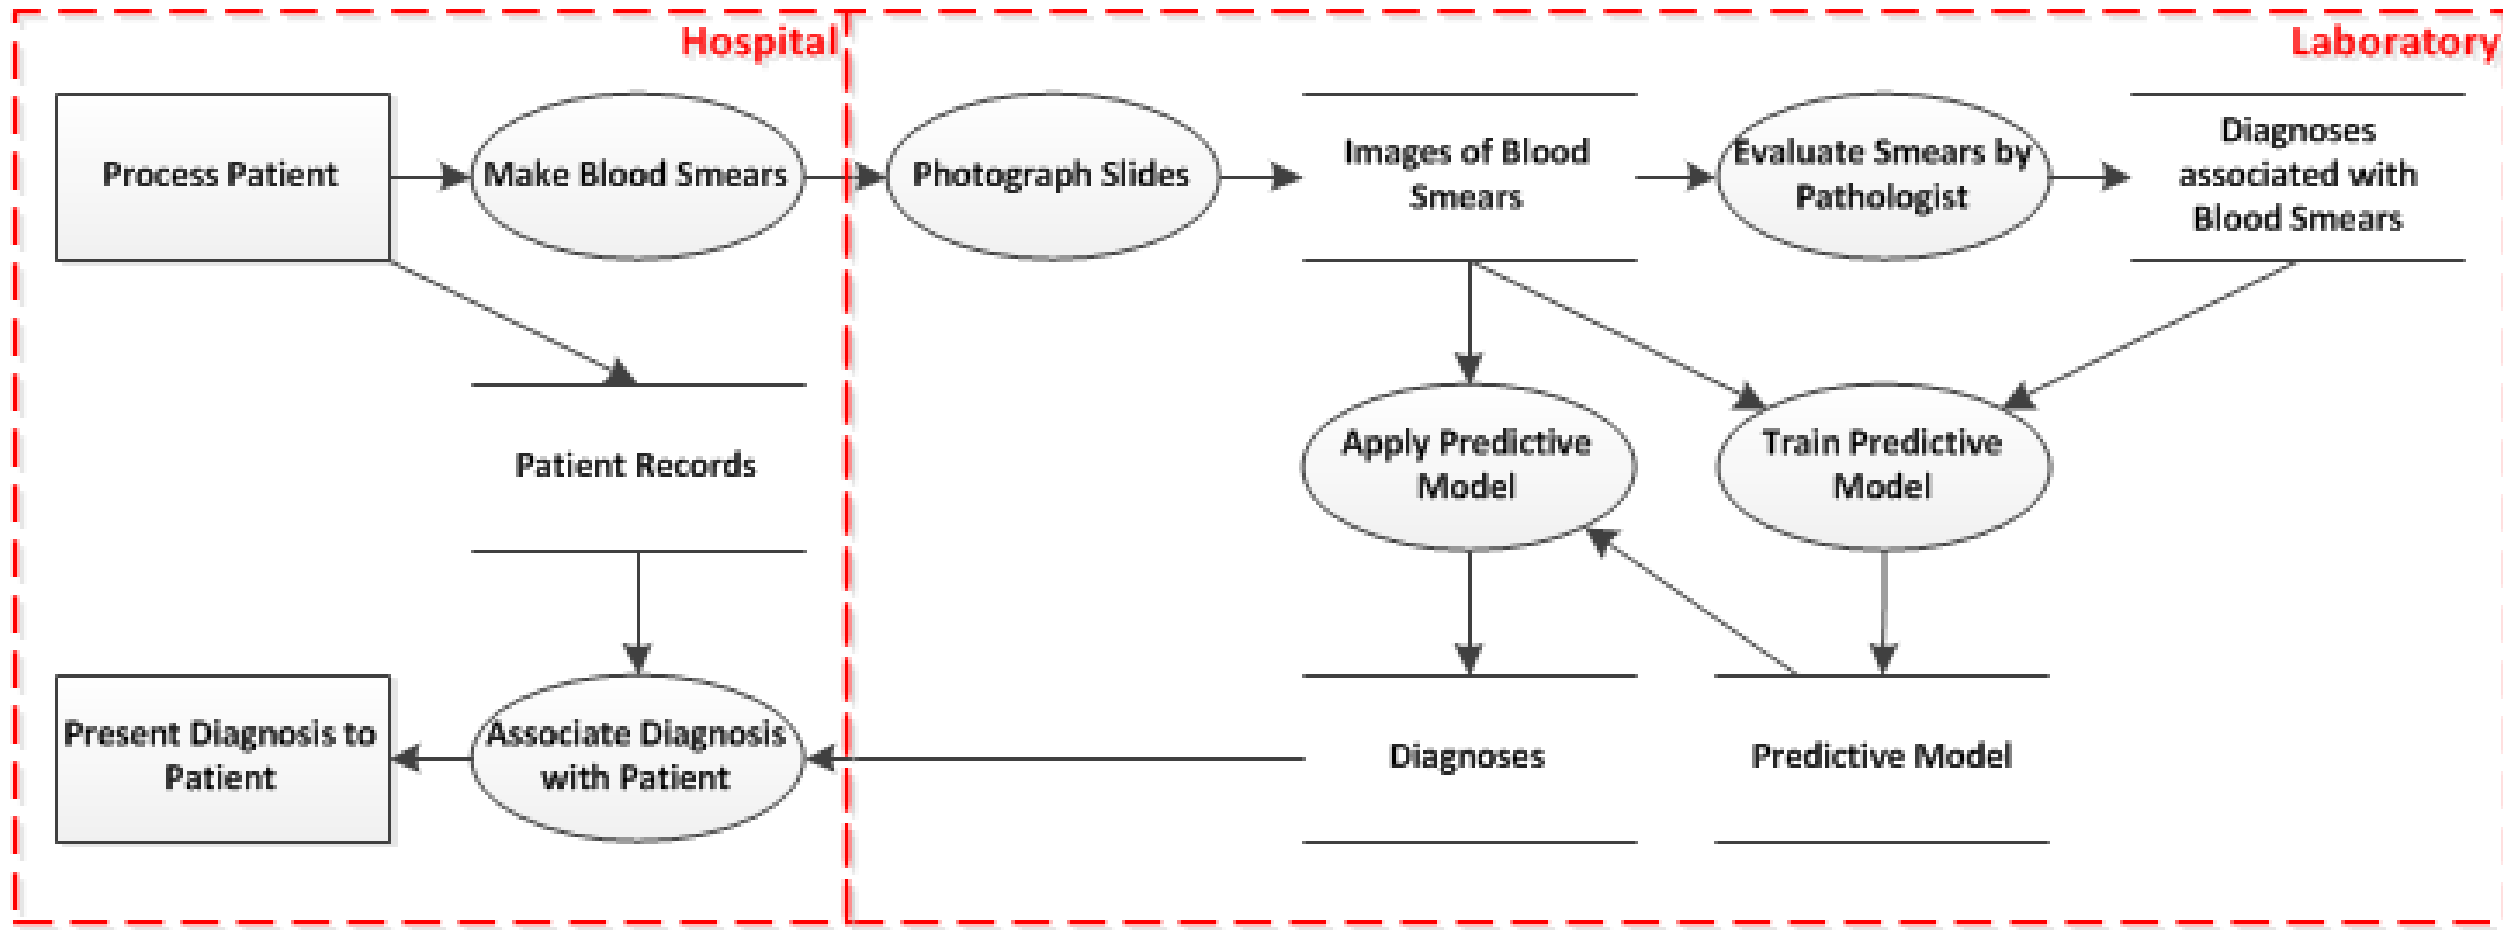 Hospital
Laboratory
Process Patient
Make Blood Smears
Photograph Slides
Images of Blood
Smears
Evaluate Smears by
Pathologist
Diagnoses
associated with
Blood Smears
Patient Records
Apply Predictive
Model
Train Predictive
Model
Present Diagnosis to
Patient
Associate Diagnosis
with Patient
Diagnoses
Predictive Model